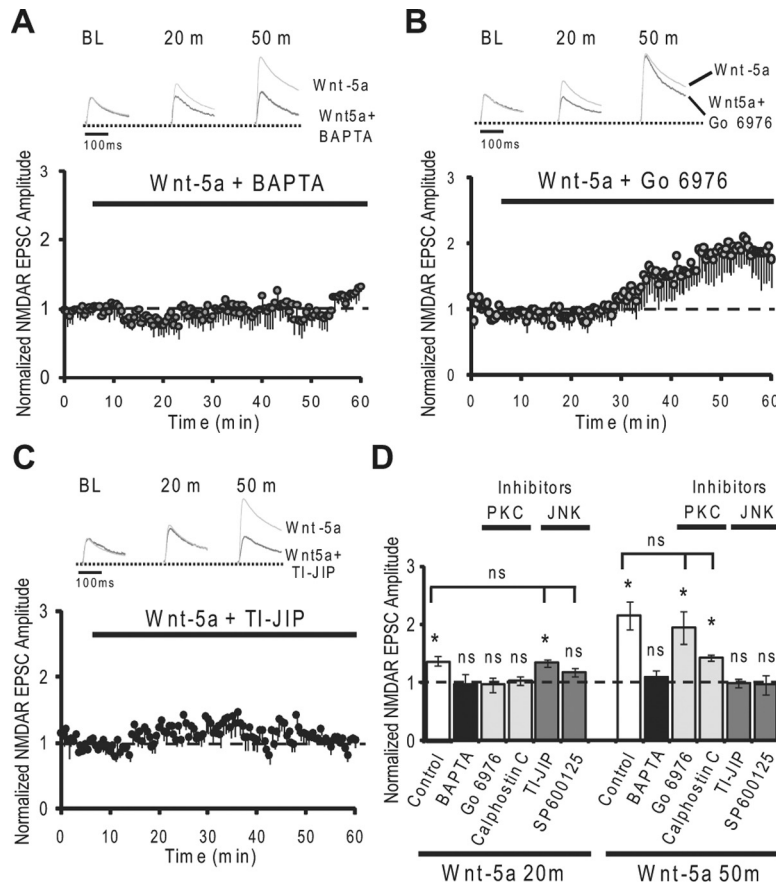 A
BL 20 m 50 m
Wnt-5a
Wnt5a+
BAPTA
100ms
Wnt-5a + BAPTA
Normalized NMDAR EPSC Amplitude
3
2
1
0
0 10 20 30 40 50 60
Time (min)
B
BL 20 m 50 m
Wnt-5a
Wnt5a+
Go 6976
100ms
Wnt-5a + Go 6976
Normalized NMDAR EPSC Amplitude
3
2
1
0
0 10 20 30 40 50 60
Time (min)
C
BL 20 m 50 m
Wnt-5a
Wnt5a+
TI-JIP
100ms
Wnt-5a + TI-JIP
Normalized NMDAR EPSC Amplitude
3
2
1
0
0 10 20 30 40 50 60
Time (min)
D
Inhibitors Inhibitors
PKC JNK PKC JNK
Normalized NMDAR EPSC Amplitude
3
2
1
0
ns ns
* ns ns ns * ns * ns * * ns ns
Control BAPTA Go 6976 Calphostin C TI-JIP SP600125 Control BAPTA Go 6976 Calphostin C TI-JIP SP600125
Wnt-5a 20m Wnt-5a 50m